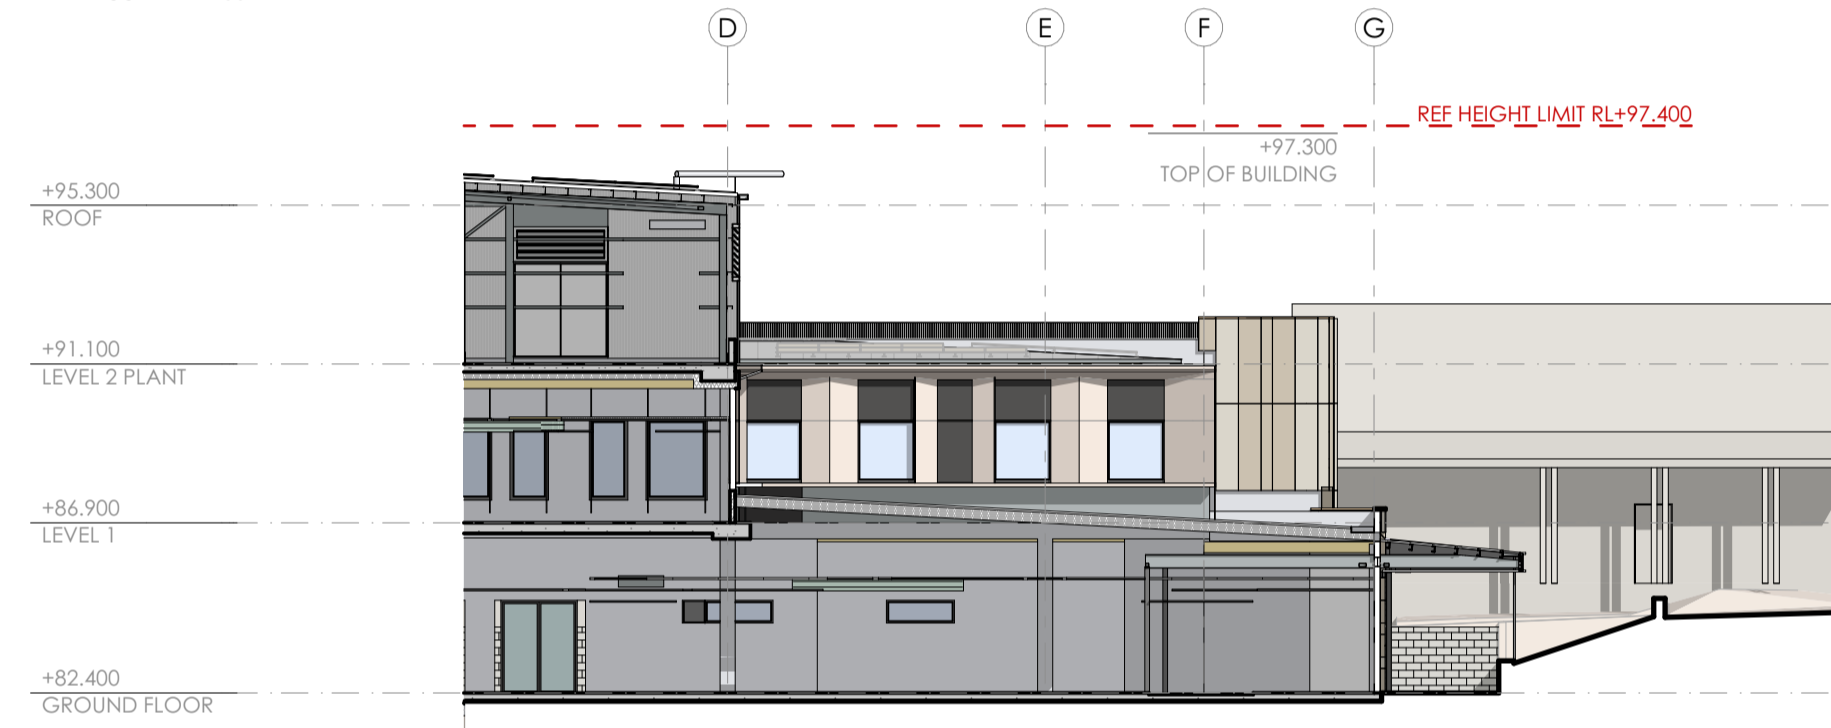 D E F G
REF HEIGHT LIMIT RL+97.400
+97.300
TOP OF BUILDING
+95.300
ROOF
+91.100
LEVEL 2 PLANT
+86.900
LEVEL 1
+82.400
GROUND FLOOR